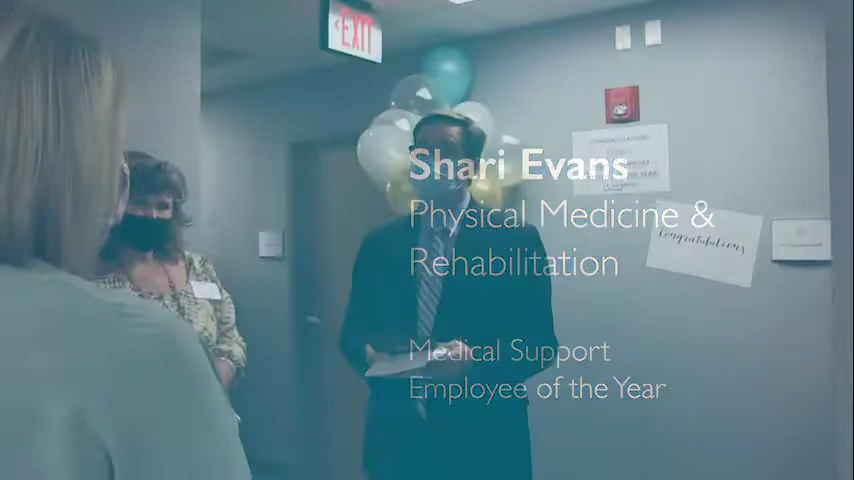 <EXIT
Shari Evans
Physical Medicine &
Rehabilitation
Medical Support
Employee of the Year
Congratulations